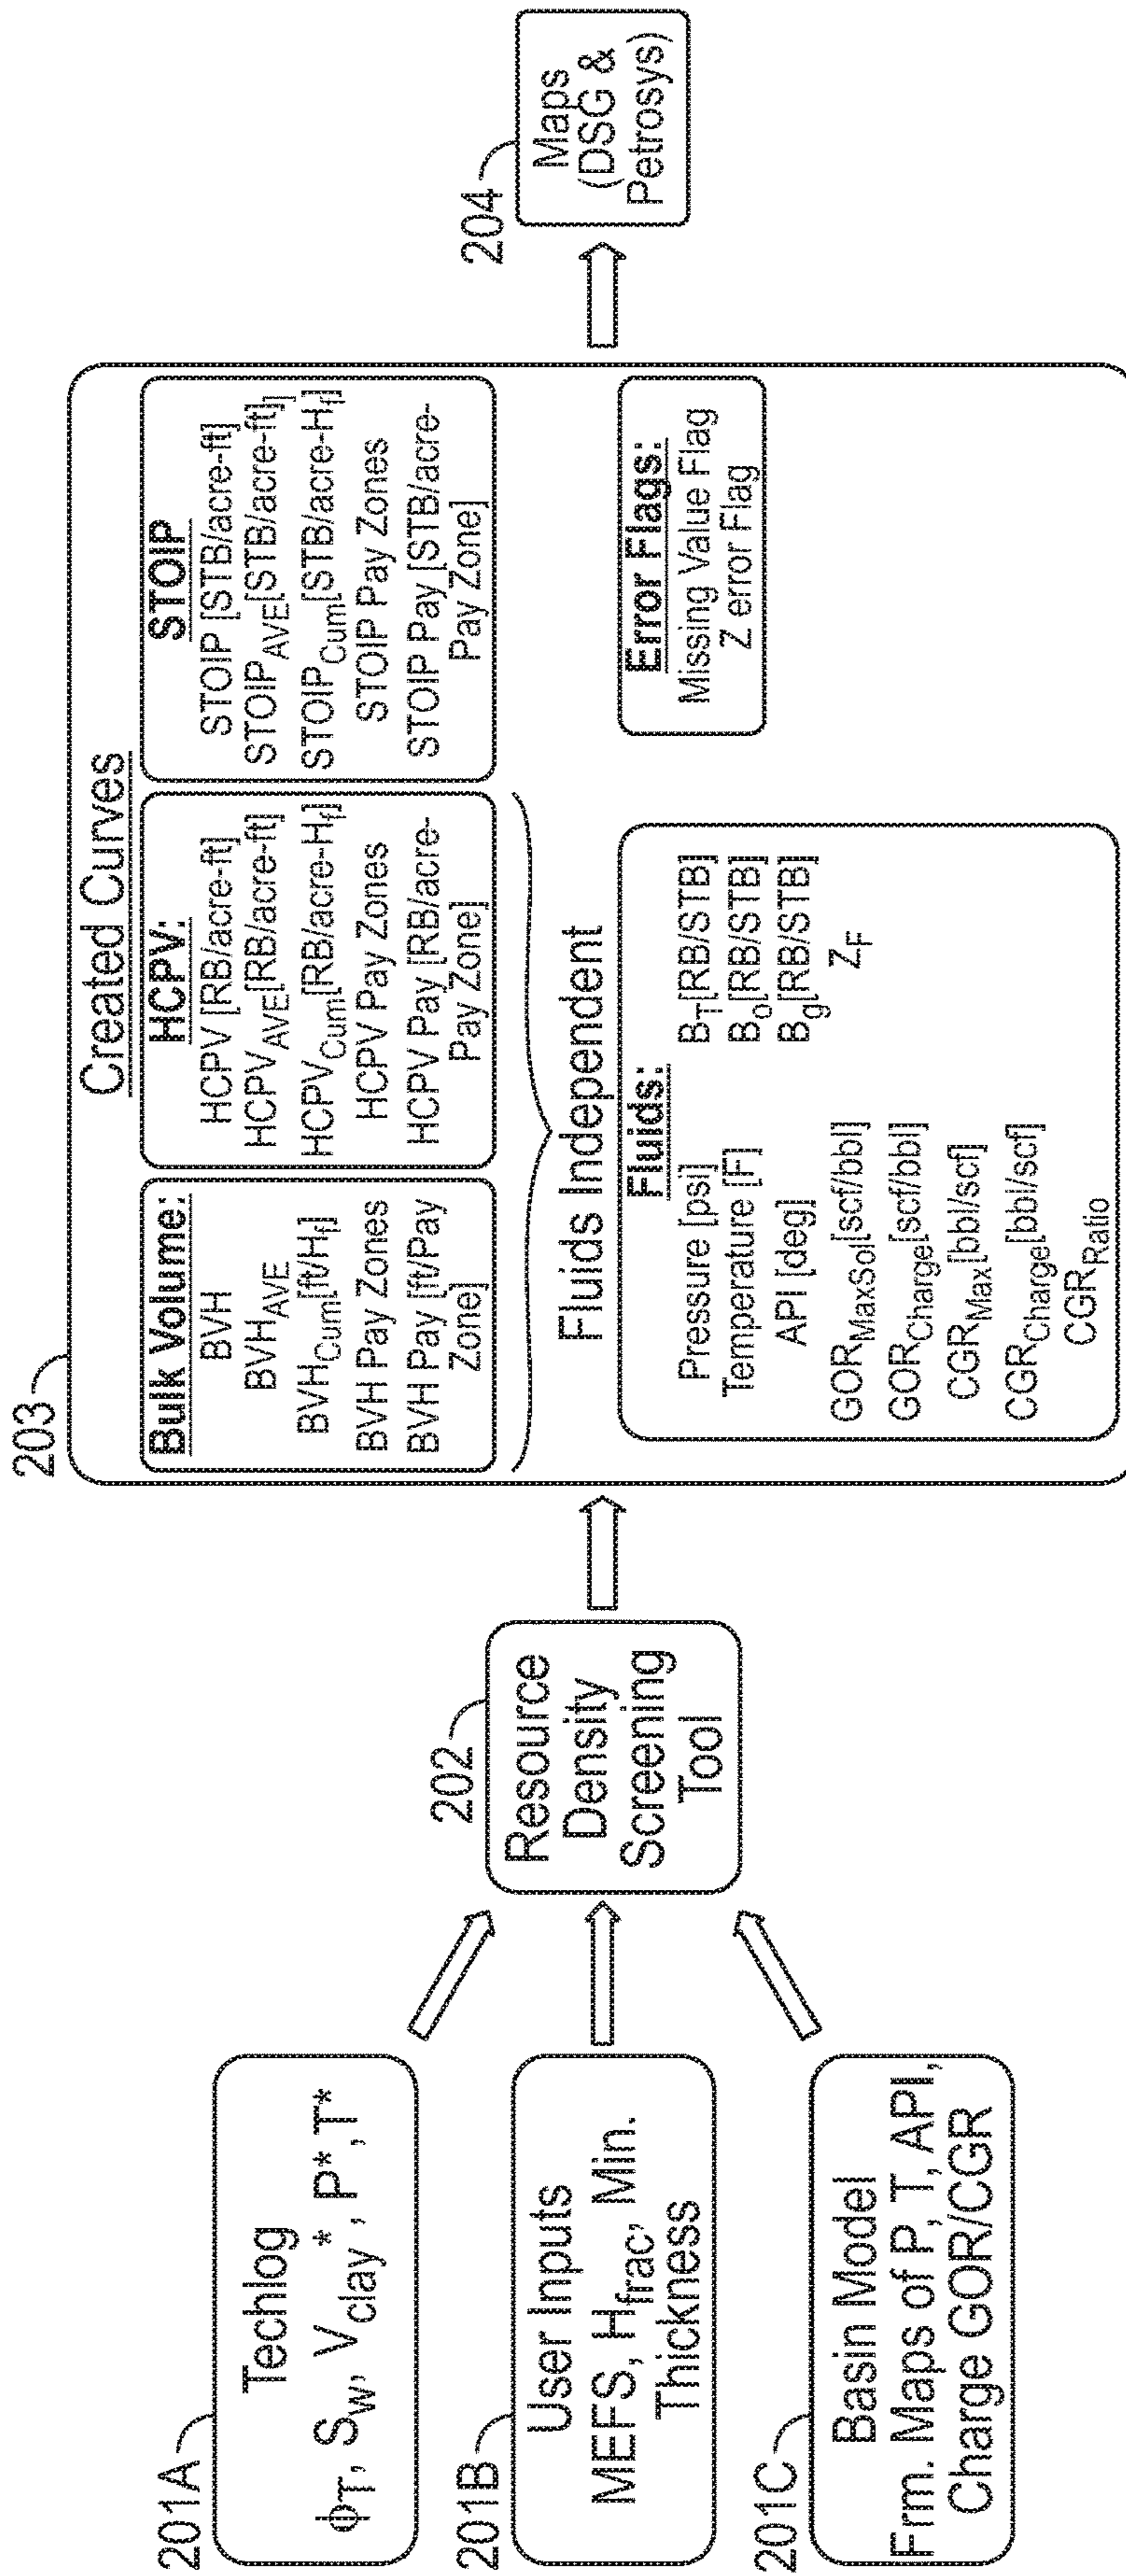 201A
Techlog
ϕT, Sw, Vclay*, P*, T*
201B
User Inputs
MEFS, Hfrac, Min.
Thickness
201C
Basin Model
Frm. Maps of P, T, API,
Charge GOR/CGR
202
Resource
Density
Screening
Tool
203
Created Curves
Bulk Volume:
BVH
BVHAVE
BVHCum[ft/Hf]
BVH Pay Zones
BVH Pay [ft/Pay
Zone]
HCPV:
HCPV [RB/acre-ft]
HCPVAVE[RB/acre-ft]
HCPVCum[RB/acre-Hf]
HCPV Pay Zones
HCPV Pay [RB/acre-
Pay Zone]
STOIP
STOIP [STB/acre-ft]
STOIPAVE[STB/acre-ft]]
STOIPCum[STB/acre-Hf]
STOIP Pay Zones
STOIP Pay [STB/acre-
Pay Zone]
Fluids Independent
Fluids:
Pressure [psi]
Temperature [F]
API [deg]
GORMaxSol[scf/bbl]
GORCharge[scf/bbl]
CGRMax[bbl/scf]
CGRCharge[bbl/scf]
CGRRatio
BT[RB/STB]
Bo[RB/STB]
Bg[RB/STB]
ZF
Error Flags:
Missing Value Flag
Z error Flag
204
Maps
(DSG &
Petrosys)